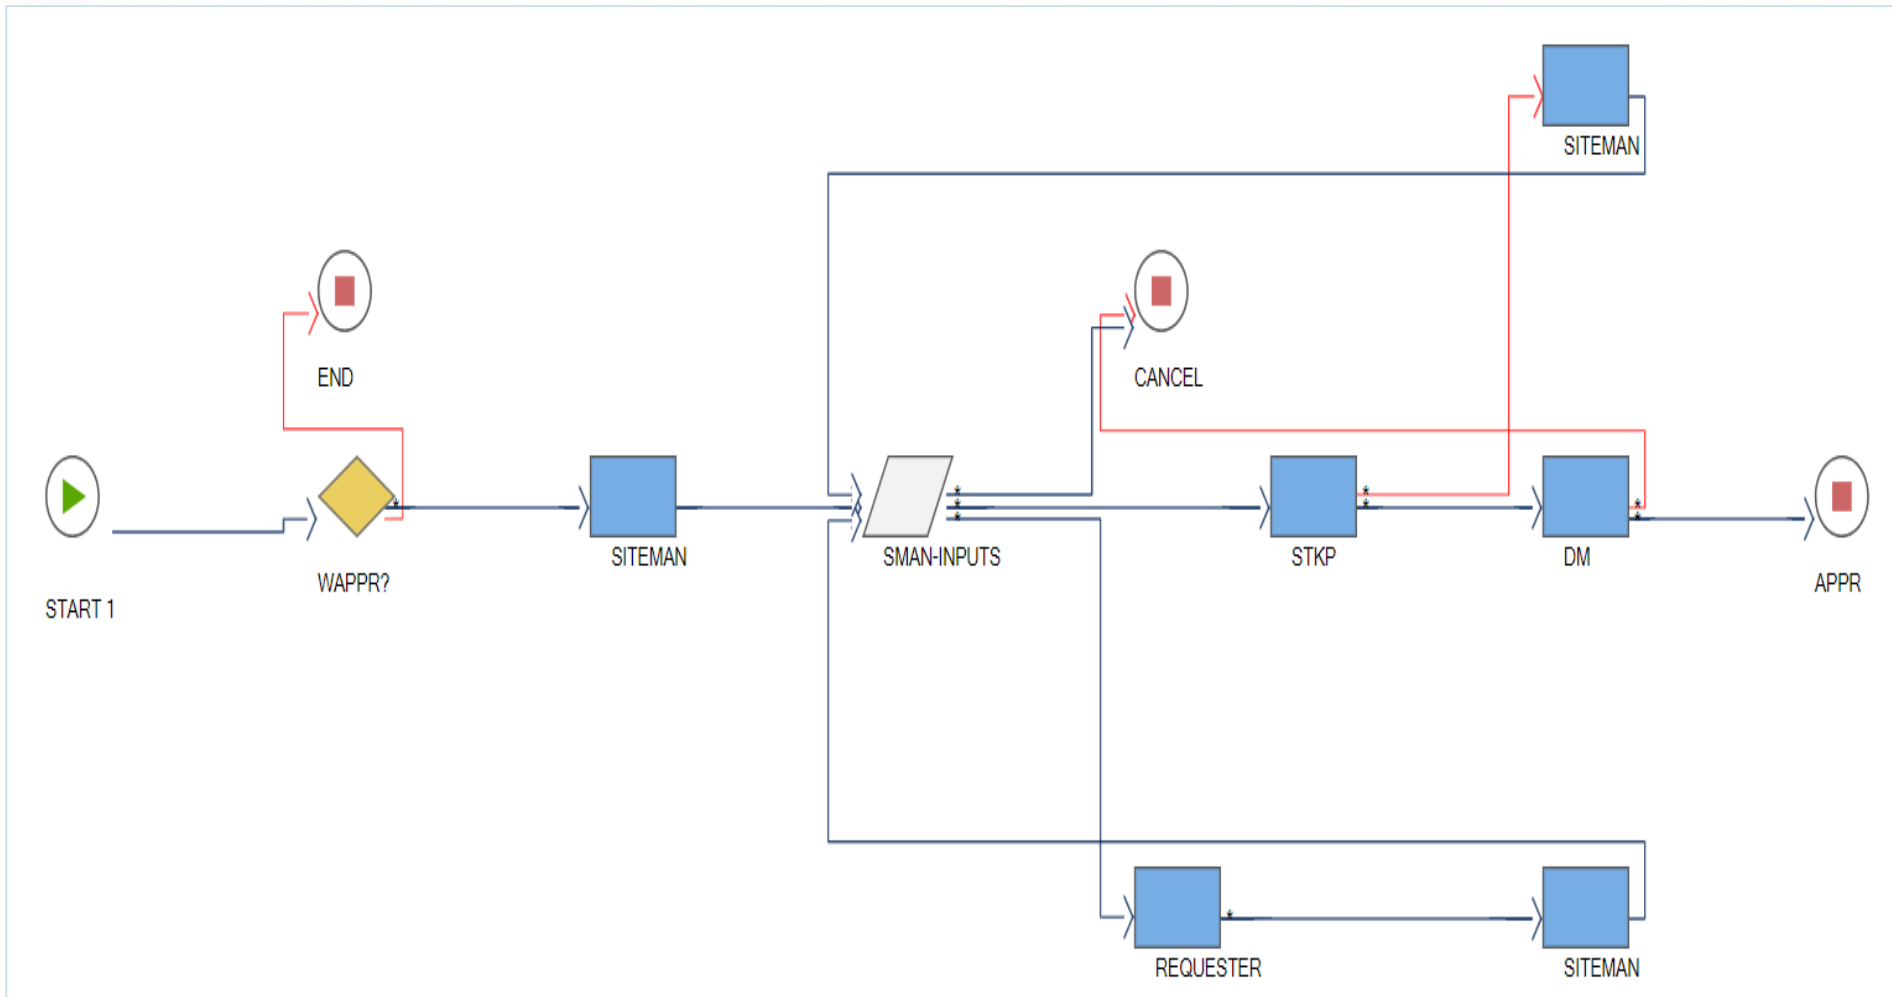 SITEMAN
END
CANCEL
START 1
WAPPR?
SITEMAN
SMAN-INPUTS
STKP
DM
APPR
REQUESTER
SITEMAN